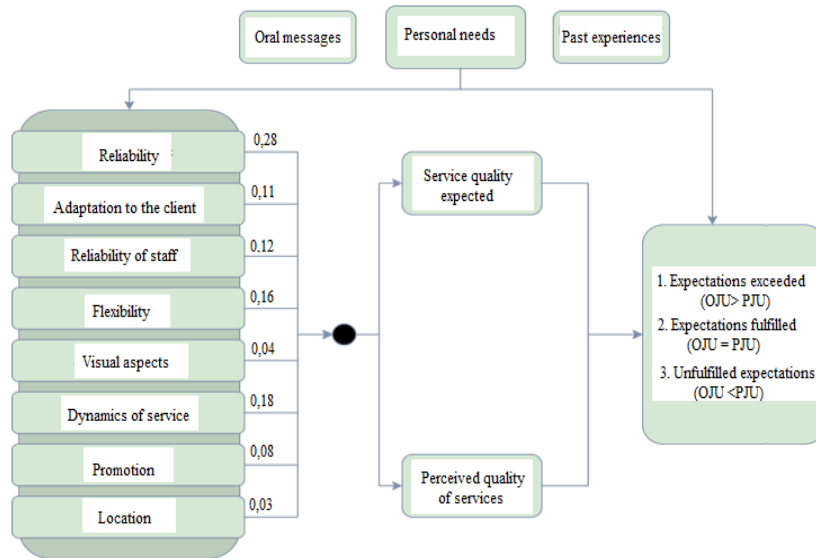 Oral messages
Personal needs
Past experiences
Reliability
0,28
Adaptation to the client
0,11
Reliability of staff
0,12
Flexibility
0,16
Visual aspects
0,04
Dynamics of service
0,18
Promotion
0,08
Location
0,03
Service quality
expected
Perceived quality
of services
1. Expectations exceeded
(OJU> PJU)
2. Expectations fulfilled
(OJU = PJU)
3. Unfulfilled expectations
(OJU <PJU)